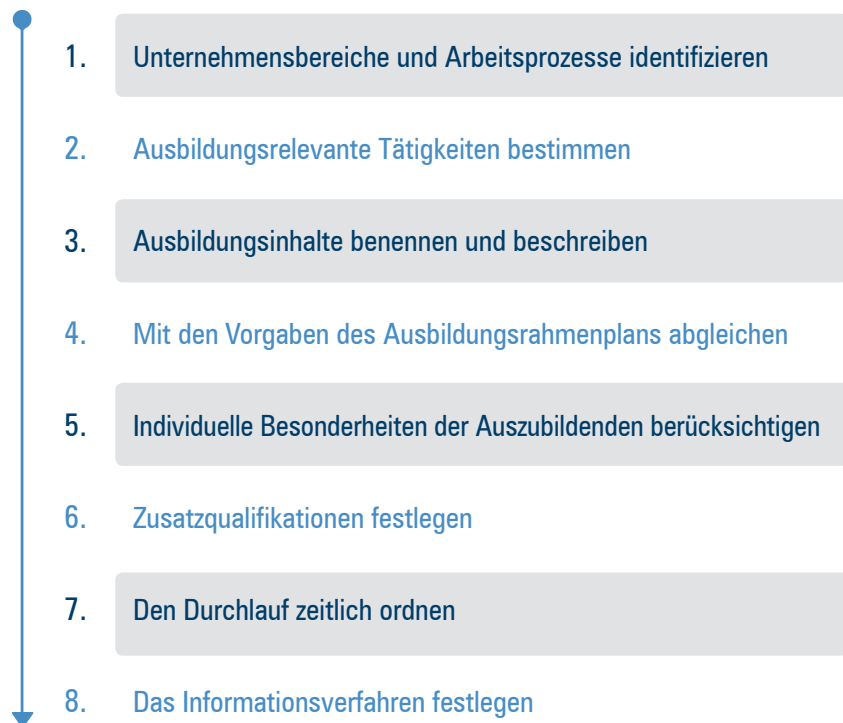 1. Unternehmensbereiche und Arbeitsprozesse identifizieren
2. Ausbildungsrelevante Tätigkeiten bestimmen
3. Ausbildungsinhalte benennen und beschreiben
4. Mit den Vorgaben des Ausbildungsrahmenplans abgleichen
5. Individuelle Besonderheiten der Auszubildenden berücksichtigen
6. Zusatzqualifikationen festlegen
7. Den Durchlauf zeitlich ordnen
8. Das Informationsverfahren festlegen